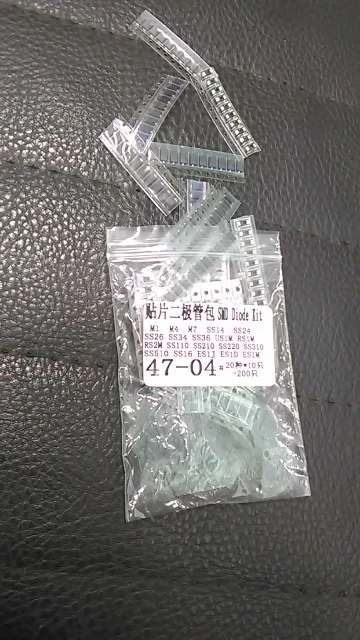 贴片二极管包 SMD Diode Kit
M1 M4 M7 SS14 SS24
SS26 SS34 SS36 US1M RS1M
RS2M SS110 SS210 SS220 SS310
SS510 SS16 ES1J ES1D ES1M
47-04# 20种*10只
=200只